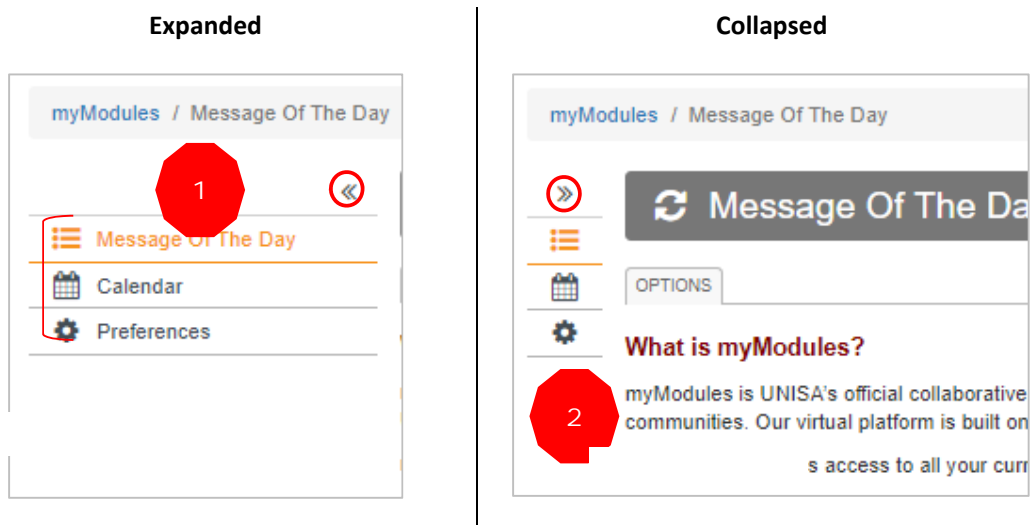 Expanded
myModules / Message Of The Day
1
«
Message Of The Day
Calendar
Preferences
Collapsed
myModules / Message Of The Day
»
Message Of The Da
OPTIONS
What is myModules?
myModules is UNISA's official collaborative
communities. Our virtual platform is built on
2
s access to all your curr